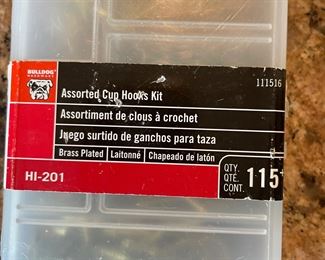 BULLDOG
HARDWARE
111516
Assorted Cup Hooks Kit
Assortiment de clous à crochet
Juego surtido de ganchos para taza
Brass Plated Laitonné Chapeado de latón
HI-201
QTY.
QTÉ.
CONT.
115